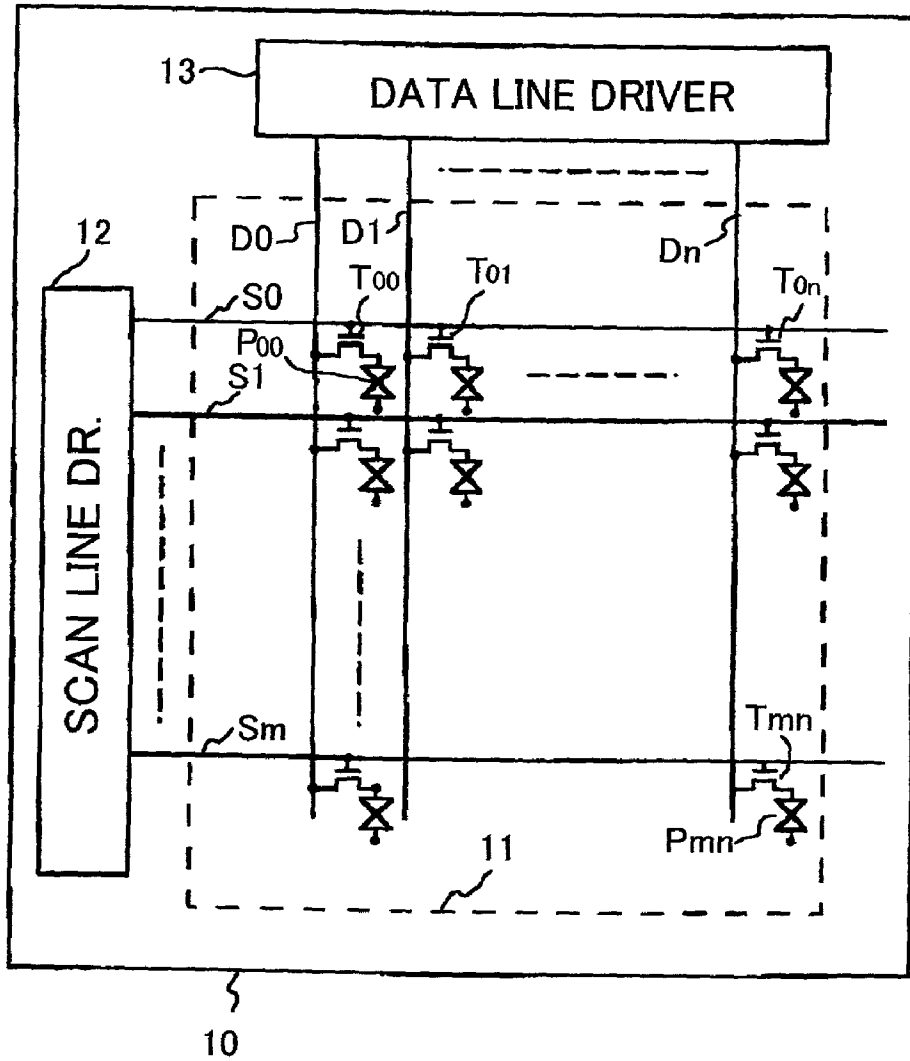 13
DATA LINE DRIVER
D0
D1
Dn
12
S0
T00
T01
T0n
P00
S1
SCAN LINE DR.
Sm
Tmn
Pmn
11
10